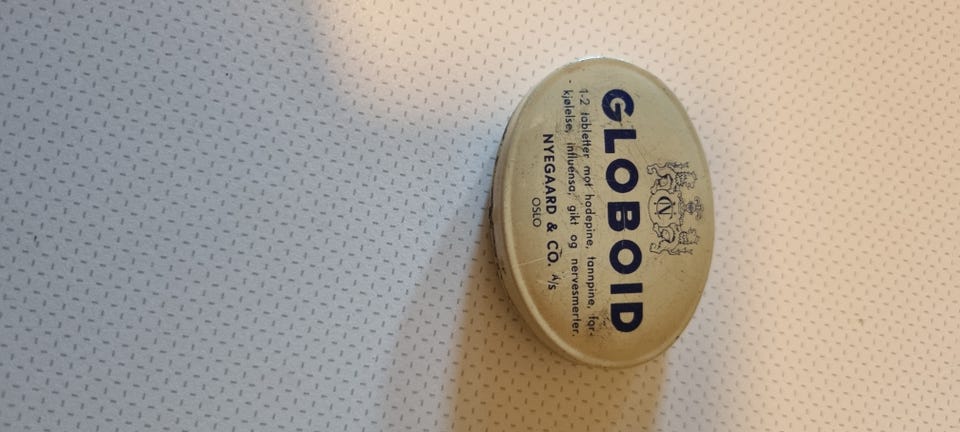 GLOBOID
1-2 tabletter mot hodepine, tannpine, for-
kjølelse, influensa, gikt og nervesmerter.
NYEGAARD & CO. A/S
OSLO